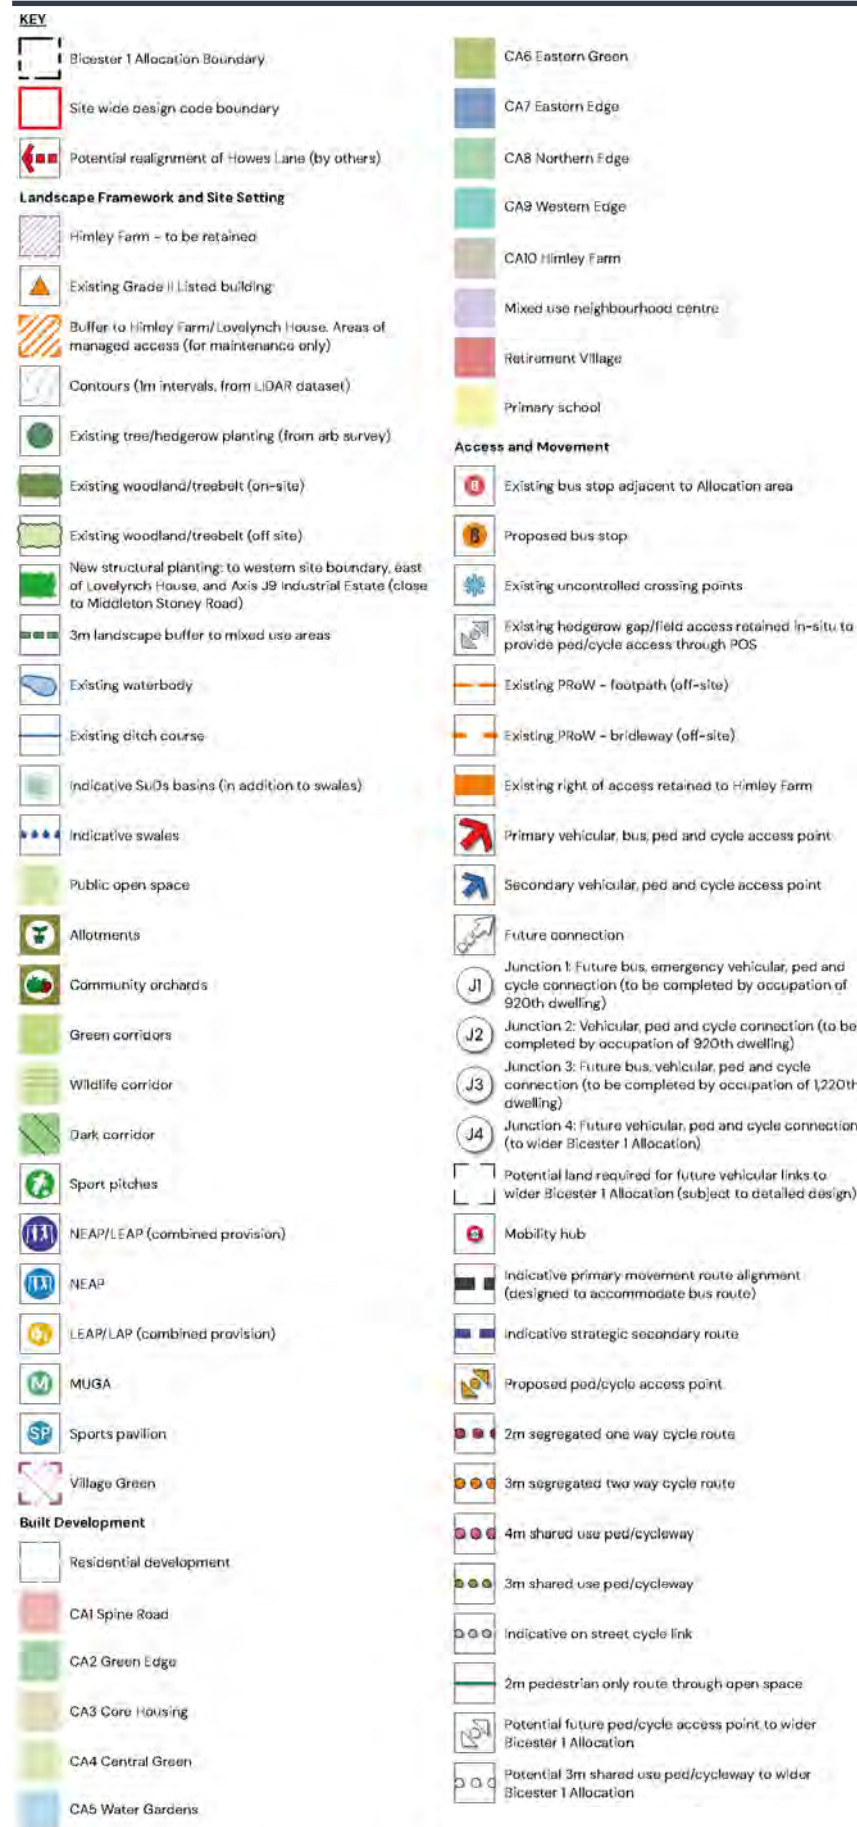 KEY
Bicester 1 Allocation Boundary
Site wide design code boundary
Potential realignment of Howes Lane (by others)
Landscape Framework and Site Setting
Himley Farm - to be retained
Existing Grade II Listed building
Buffer to Himley Farm/Lovelynch House. Areas of
managed access (for maintenance only)
Contours (1m intervals, from LiDAR dataset)
Existing tree/hedgerow planting (from arb survey)
Existing woodland/treebelt (on-site)
Existing woodland/treebelt (off site)
New structural planting: to western site boundary, east
of Lovelynch House, and Axis J9 Industrial Estate (close
to Middleton Stoney Road)
3m landscape buffer to mixed use areas
Existing waterbody
Existing ditch course
Indicative SuDs basins (in addition to swales)
Indicative swales
Public open space
Allotments
Community orchards
Green corridors
Wildlife corridor
Dark corridor
Sport pitches
NEAP/LEAP (combined provision)
NEAP
LEAP/LAP (combined provision)
M
MUGA
SP
Sports pavilion
Village Green
Built Development
Residential development
CA1 Spine Road
CA2 Green Edge
CA3 Core Housing
CA4 Central Green
CA5 Water Gardens
CA6 Eastern Green
CA7 Eastern Edge
CA8 Northern Edge
CA9 Western Edge
CA10 Himley Farm
Mixed use neighbourhood centre
Retirement Village
Primary school
Access and Movement
B
Existing bus stop adjacent to Allocation area
B
Proposed bus stop
Existing uncontrolled crossing points
Existing hedgerow gap/field access retained in-situ to
provide ped/cycle access through POS
Existing PRoW - footpath (off-site)
Existing PRoW - bridleway (off-site)
Existing right of access retained to Himley Farm
Primary vehicular, bus, ped and cycle access point
Secondary vehicular, ped and cycle access point
Future connection
J1
Junction 1: Future bus, emergency vehicular, ped and
cycle connection (to be completed by occupation of
920th dwelling)
J2
Junction 2: Vehicular, ped and cycle connection (to be
completed by occupation of 920th dwelling)
J3
Junction 3: Future bus, vehicular, ped and cycle
connection (to be completed by occupation of 1,220th
dwelling)
J4
Junction 4: Future vehicular, ped and cycle connection
(to wider Bicester 1 Allocation)
Potential land required for future vehicular links to
wider Bicester 1 Allocation (subject to detailed design)
Mobility hub
Indicative primary movement route alignment
(designed to accommodate bus route)
Indicative strategic secondary route
Proposed ped/cycle access point
2m segregated one way cycle route
3m segregated two way cycle route
4m shared use ped/cycleway
3m shared use ped/cycleway
Indicative on street cycle link
2m pedestrian only route through open space
Potential future ped/cycle access point to wider
Bicester 1 Allocation
Potential 3m shared use ped/cycleway to wider
Bicester 1 Allocation